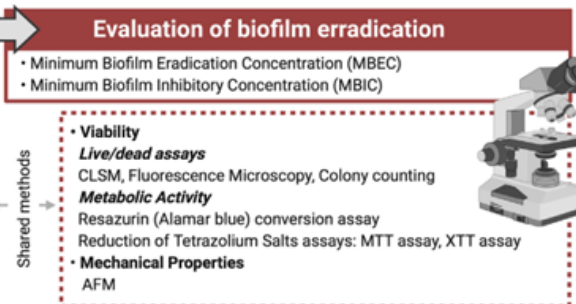 Evaluation of biofilm erradication
• Minimum Biofilm Eradication Concentration (MBEC)
• Minimum Biofilm Inhibitory Concentration (MBIC)
Shared methods
• Viability
Live/dead assays
CLSM, Fluorescence Microscopy, Colony counting
Metabolic Activity
Resazurin (Alamar blue) conversion assay
Reduction of Tetrazolium Salts assays: MTT assay, XTT assay
• Mechanical Properties
AFM